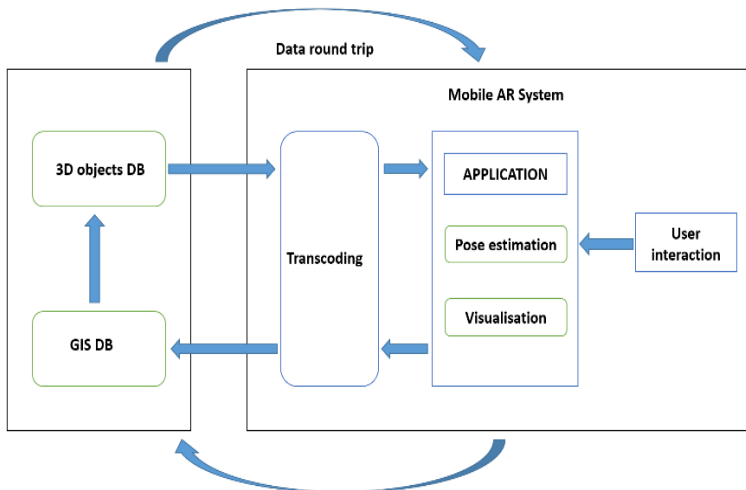 Data round trip
Mobile AR System
3D objects DB
GIS DB
Transcoding
APPLICATION
Pose estimation
Visualisation
User
interaction